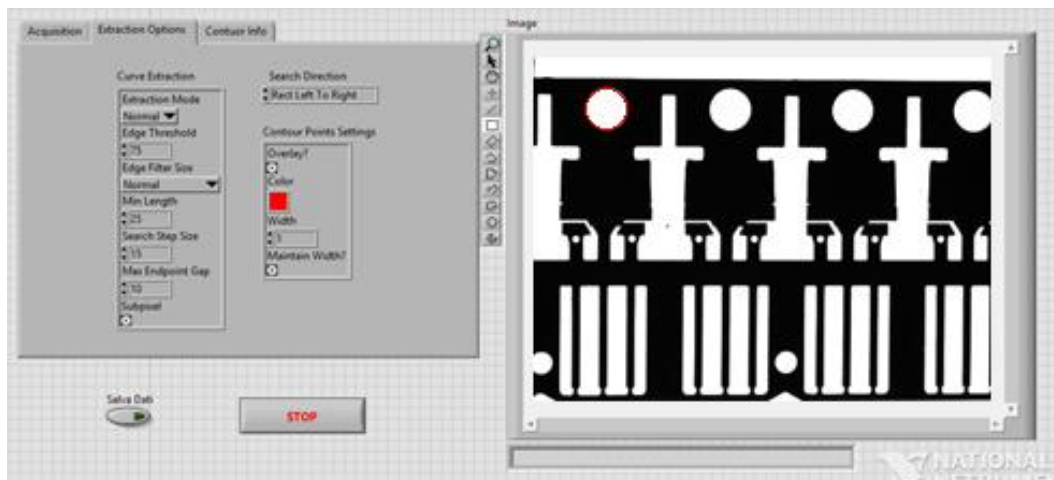 Acquisition
Extraction Options
Contuor Info
Curve Extraction
Extraction Mode
Normal
Edge Threshold
75
Edge Filter Size
Normal
Min Length
25
Search Step Size
15
Max Endpoint Gap
10
Subpixel
Search Direction
Rect Left To Right
Contour Points Settings
Overlay?
Color
Width
Maintain Width?
Salva Dati
STOP
Image
NATIONAL